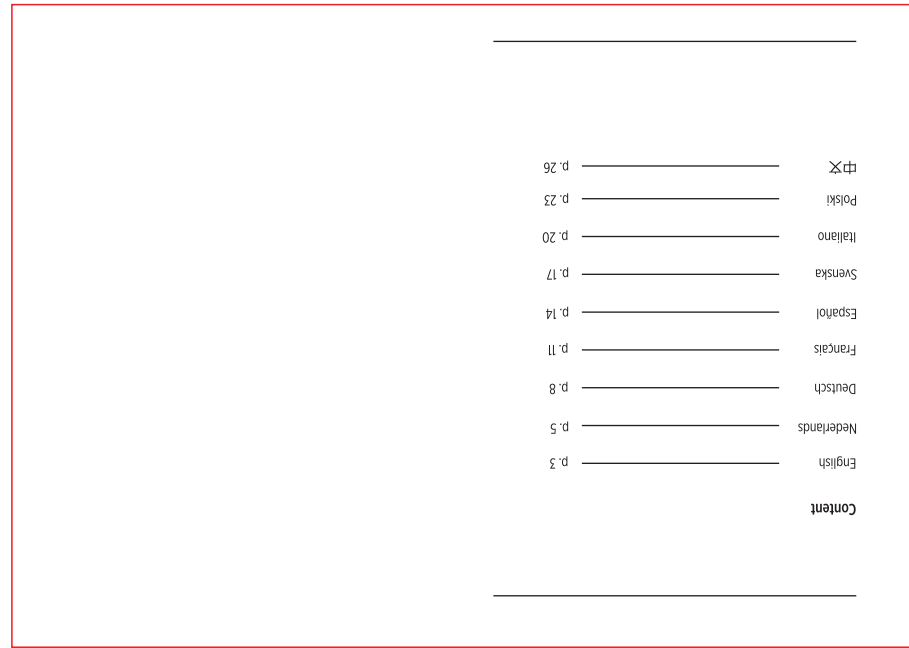 Content
English p. 3
Nederlands p. 5
Deutsch p. 8
Français p. 11
Español p. 14
Svenska p. 17
Italiano p. 20
Polski p. 23
中文 p. 26